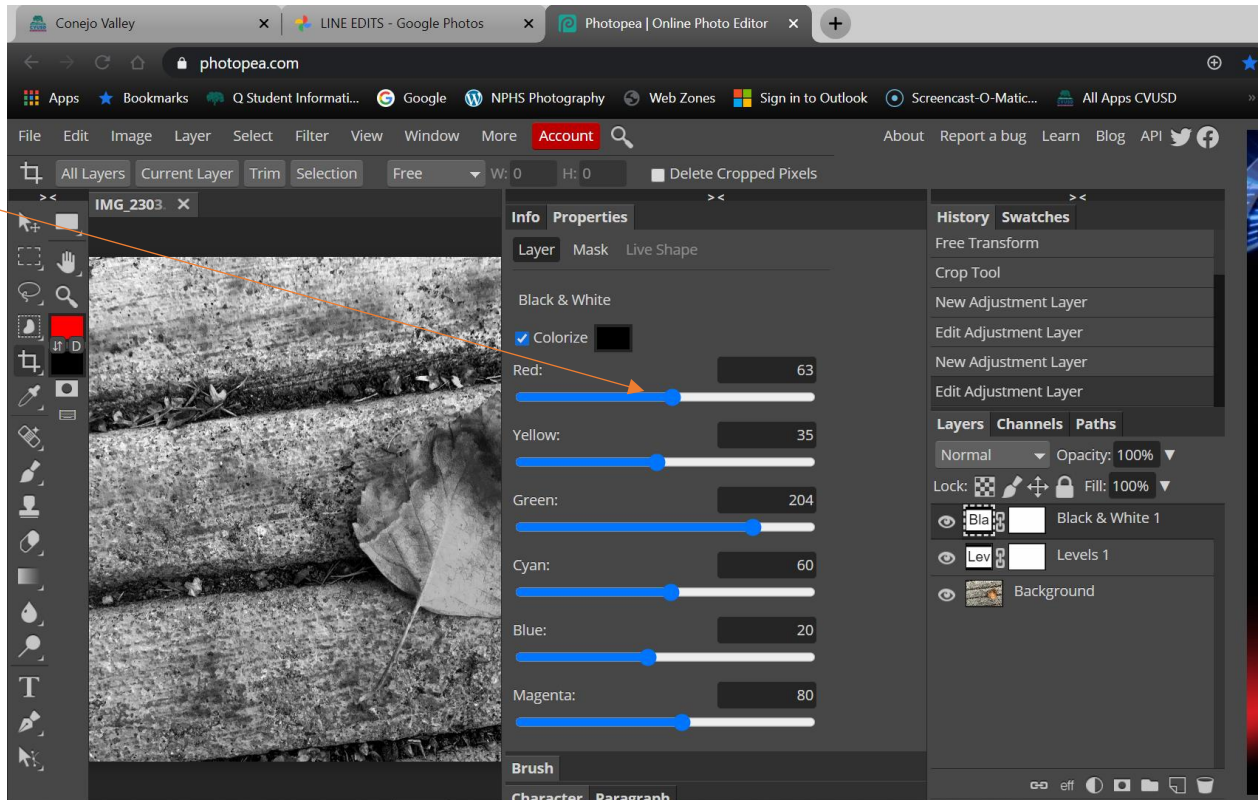 Conejo Valley
LINE EDITS - Google Photos
Photopea | Online Photo Editor
photopea.com
Apps
Bookmarks
Q Student Informati...
Google
NPHS Photography
Web Zones
Sign in to Outlook
Screencast-O-Matic...
All Apps CVUSD
File Edit Image Layer Select Filter View Window More Account
About Report a bug Learn Blog API
All Layers Current Layer Trim Selection Free W: 0 H: 0 Delete Cropped Pixels
IMG_2303.
D
T
Info Properties
Layer Mask Live Shape
Black & White
Colorize
Red: 63
Yellow: 35
Green: 204
Cyan: 60
Blue: 20
Magenta: 80
Brush
Character Paragraph
History Swatches
Free Transform
Crop Tool
New Adjustment Layer
Edit Adjustment Layer
New Adjustment Layer
Edit Adjustment Layer
Layers Channels Paths
Normal Opacity: 100%
Lock: Fill: 100%
Bla Black & White 1
Lev Levels 1
Background
eff